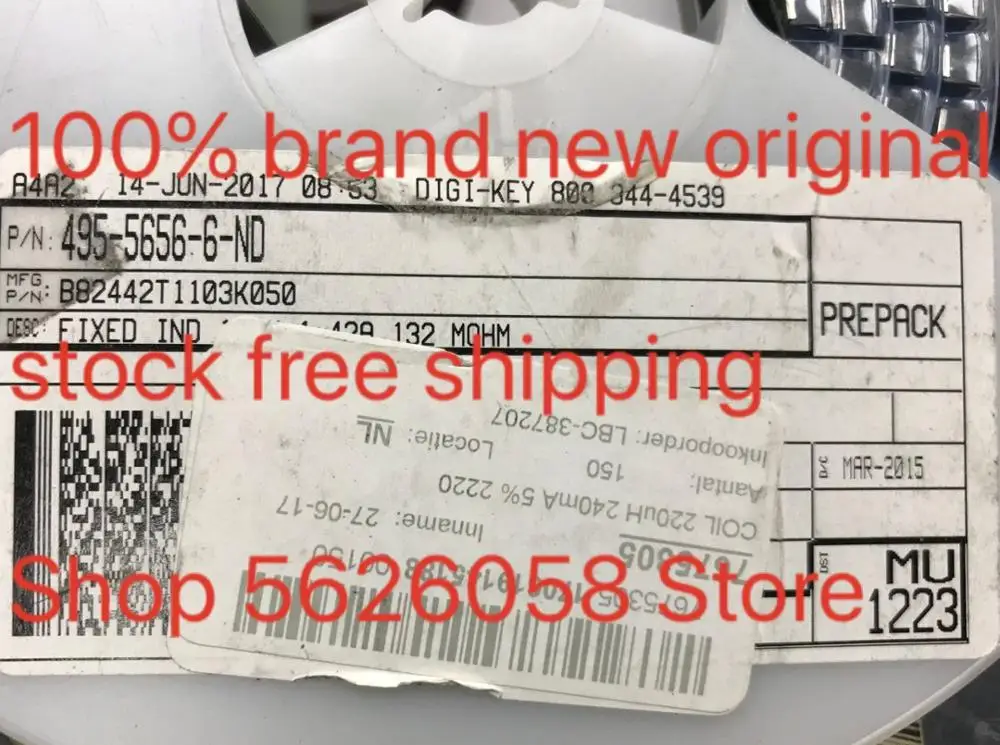 100% brand new original
A4A2 14-JUN-2017 08:53 DIGI-KEY 800 344-4539
P/N: 495-5656-6-ND
MFG P/N: B82442T1103K050
DESC: FIXED IND 132 MOHM
PREPACK
stock free shipping
Inkooporder: LBC-387207
Locatie: NL
Aantal: 150
COIL 220uH 240mA 5% 2220
Inname: 27-06-17
D/C MAR-2015
Shop 5626058 Store
CUST
MU
1223